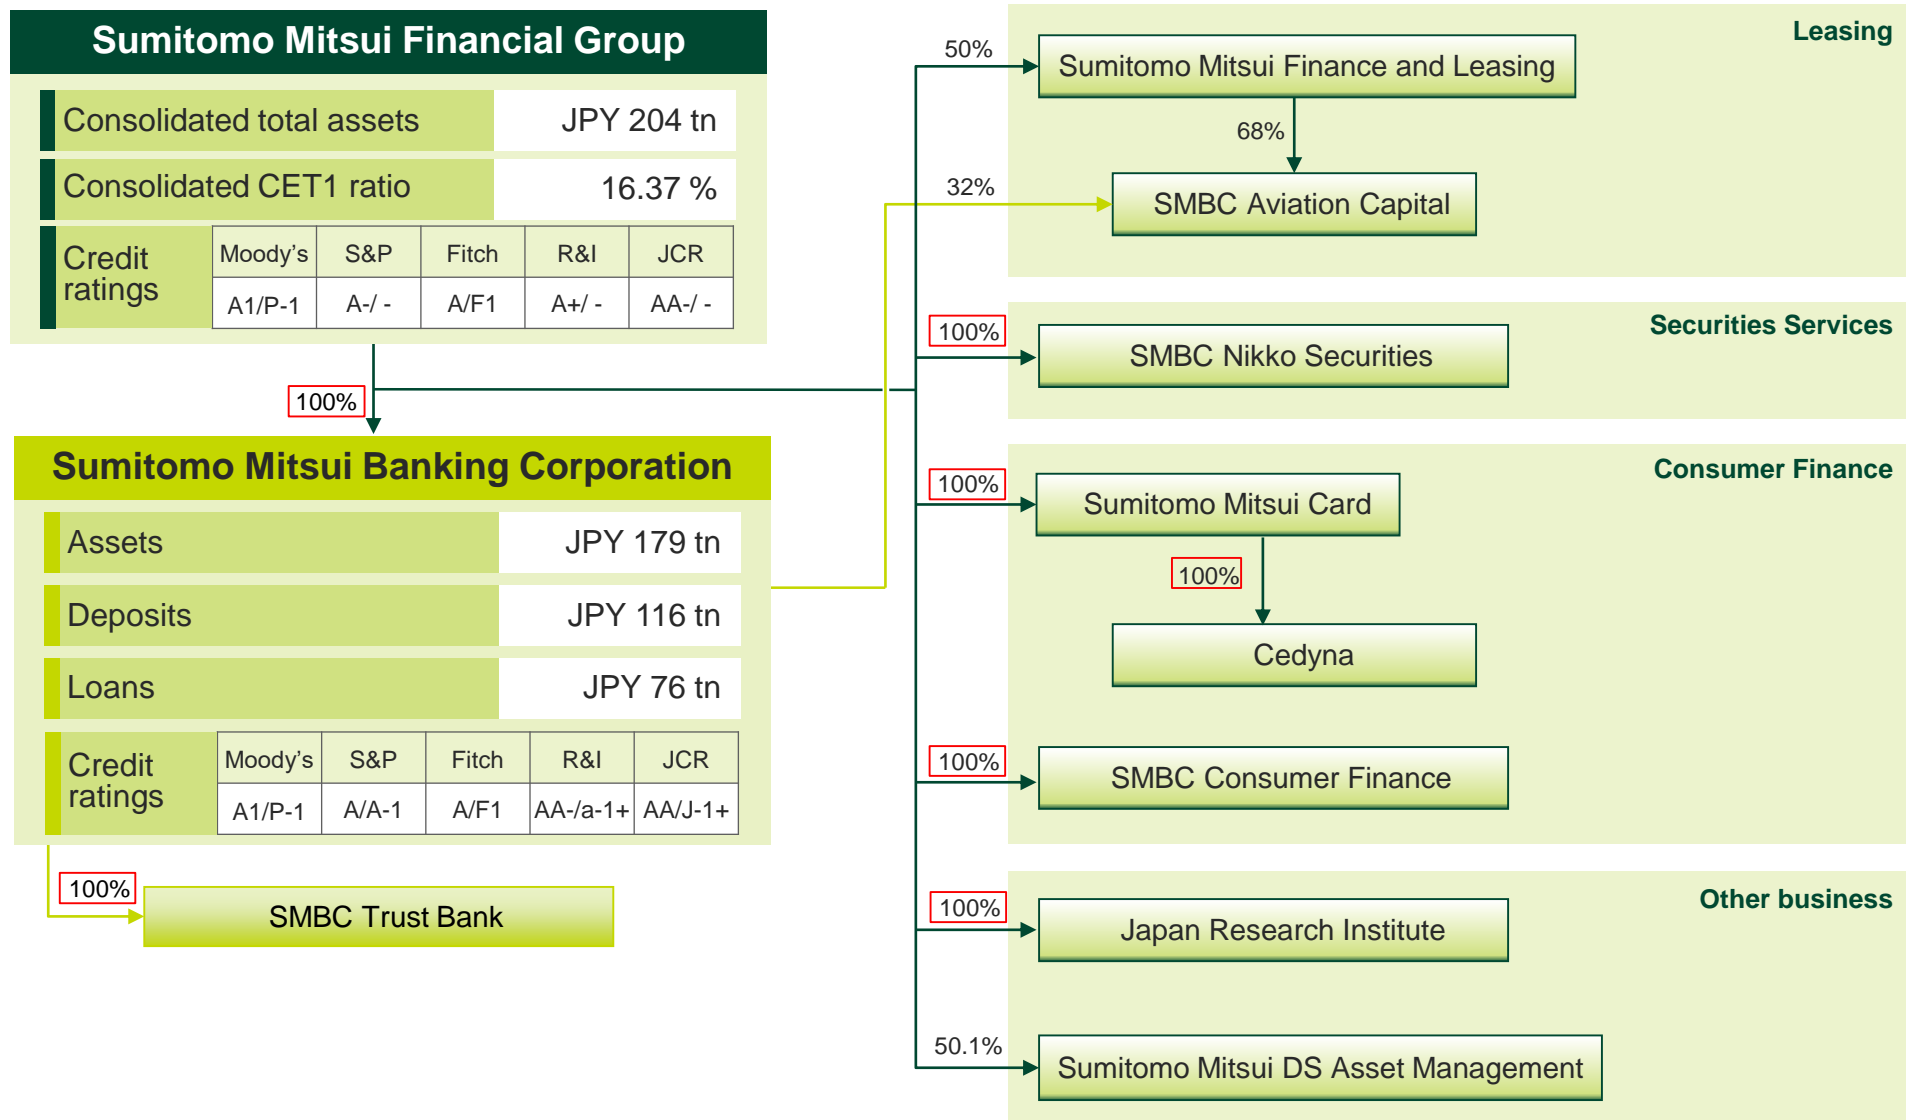 Sumitomo Mitsui Financial Group
Consolidated total assets JPY 204 tn
Consolidated CET1 ratio 16.37 %
Credit ratings
Moody's S&P Fitch R&I JCR
A1/P-1 A-/ - A/F1 A+/ - AA-/ -
100%
Sumitomo Mitsui Banking Corporation
Assets JPY 179 tn
Deposits JPY 116 tn
Loans JPY 76 tn
Credit ratings
Moody's S&P Fitch R&I JCR
A1/P-1 A/A-1 A/F1 AA-/a-1+ AA/J-1+
100%
SMBC Trust Bank
Leasing
50%
Sumitomo Mitsui Finance and Leasing
68%
32%
SMBC Aviation Capital
Securities Services
100%
SMBC Nikko Securities
Consumer Finance
100%
Sumitomo Mitsui Card
100%
Cedyna
100%
SMBC Consumer Finance
Other business
100%
Japan Research Institute
50.1%
Sumitomo Mitsui DS Asset Management